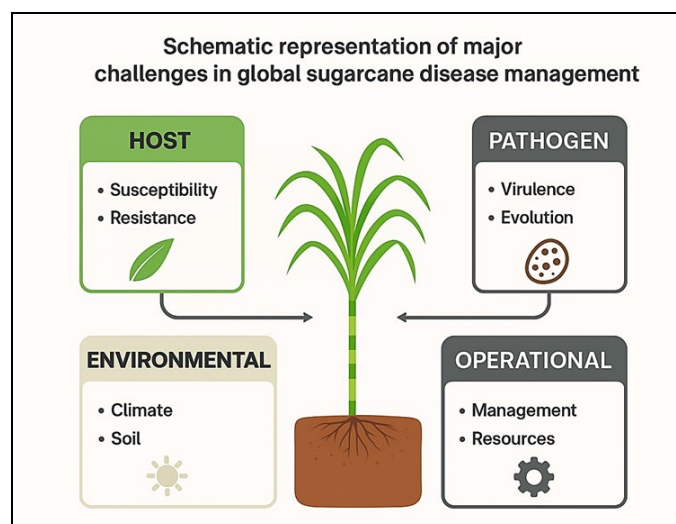 Schematic representation of major
challenges in global sugarcane disease management
HOST
• Susceptibility
• Resistance
PATHOGEN
• Virulence
• Evolution
ENVIRONMENTAL
• Climate
• Soil
OPERATIONAL
• Management
• Resources